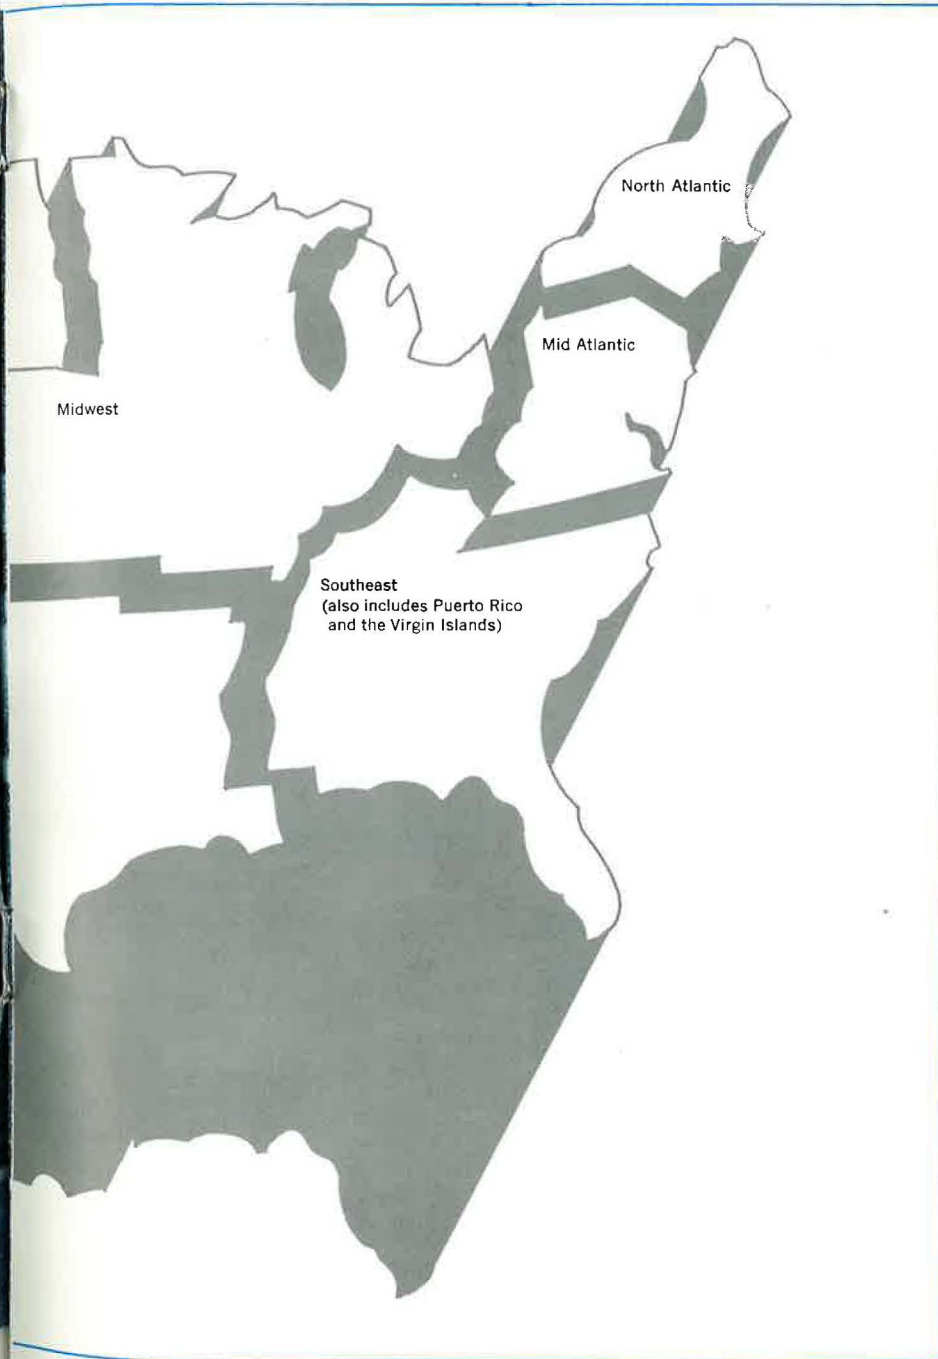 North Atlantic
Mid Atlantic
Midwest
Southeast
(also includes Puerto Rico
and the Virgin Islands)